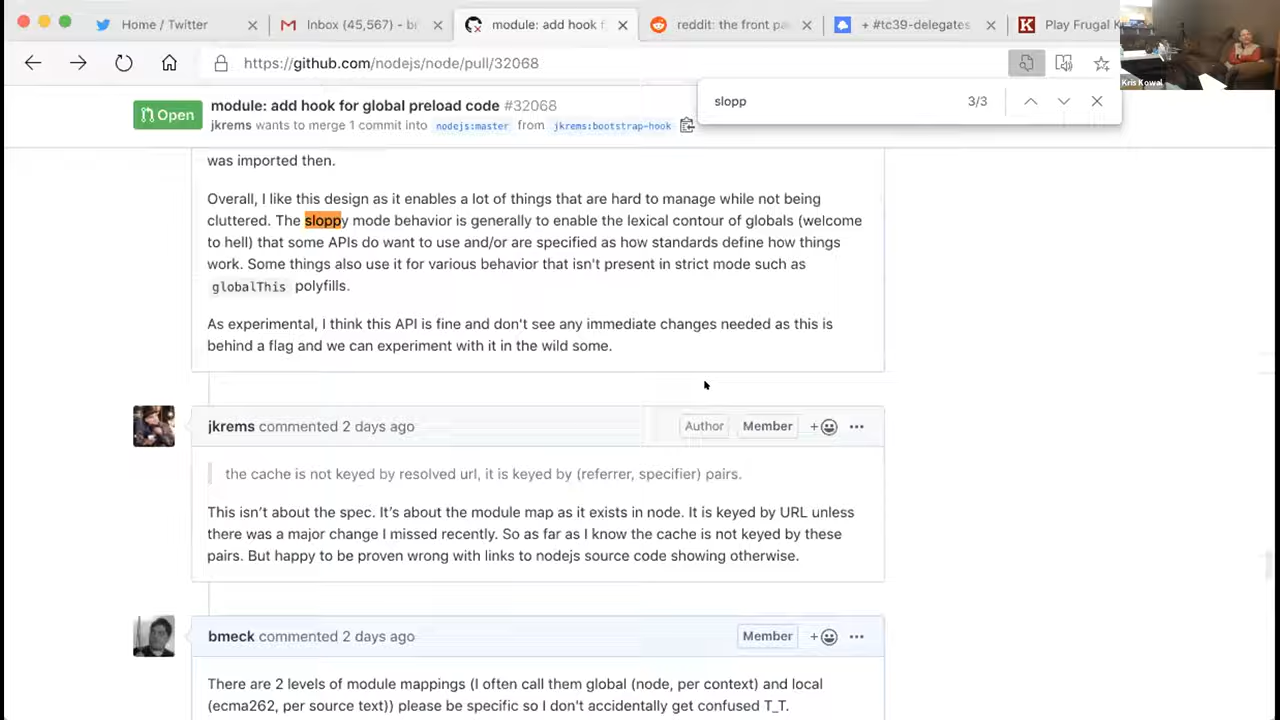 Home / Twitter
Inbox (45,567) - br
module: add hook f
reddit: the front pa
+ #tc39-delegates
Play Frugal K
https://github.com/nodejs/node/pull/32068
Kris Kowal
slopp
3/3
Open
module: add hook for global preload code #32068
jkrems wants to merge 1 commit into nodejs:master from jkrems:bootstrap-hook
was imported then.
Overall, I like this design as it enables a lot of things that are hard to manage while not being
cluttered. The sloppy mode behavior is generally to enable the lexical contour of globals (welcome
to hell) that some APIs do want to use and/or are specified as how standards define how things
work. Some things also use it for various behavior that isn't present in strict mode such as
globalThis polyfills.
As experimental, I think this API is fine and don't see any immediate changes needed as this is
behind a flag and we can experiment with it in the wild some.
jkrems commented 2 days ago
Author
Member
the cache is not keyed by resolved url, it is keyed by (referrer, specifier) pairs.
This isn’t about the spec. It’s about the module map as it exists in node. It is keyed by URL unless
there was a major change I missed recently. So as far as I know the cache is not keyed by these
pairs. But happy to be proven wrong with links to nodejs source code showing otherwise.
bmeck commented 2 days ago
Member
There are 2 levels of module mappings (I often call them global (node, per context) and local
(ecma262, per source text)) please be specific so I don't accidentally get confused T_T.